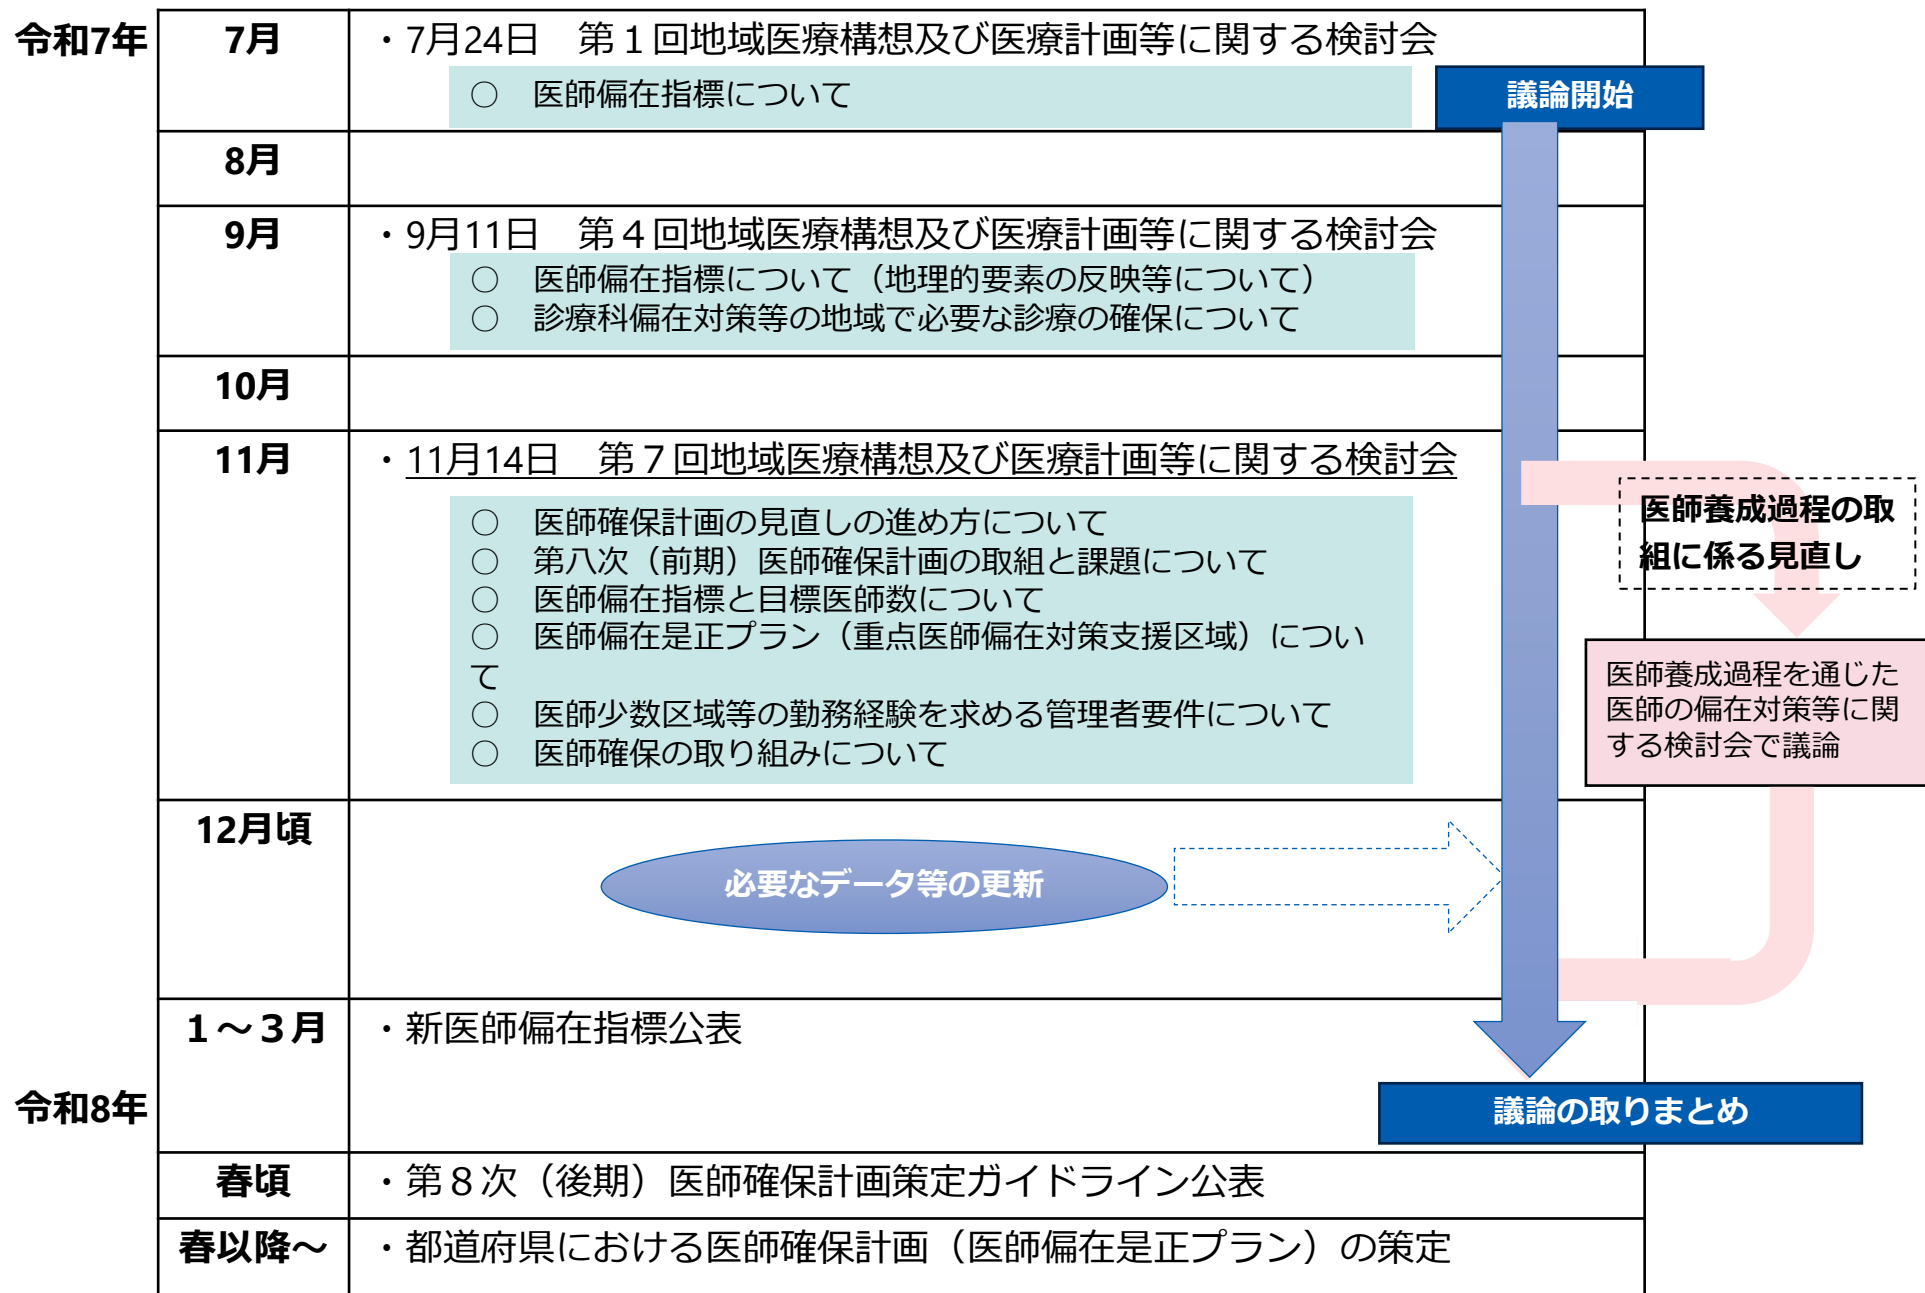 令和7年
7月
・7月24日　第１回地域医療構想及び医療計画等に関する検討会
○　医師偏在指標について
議論開始
8月
9月
・9月11日　第４回地域医療構想及び医療計画等に関する検討会
○　医師偏在指標について（地理的要素の反映等について）
○　診療科偏在対策等の地域で必要な診療の確保について
10月
11月
・11月14日　第７回地域医療構想及び医療計画等に関する検討会
○　医師確保計画の見直しの進め方について
○　第八次（前期）医師確保計画の取組と課題について
○　医師偏在指標と目標医師数について
○　医師偏在是正プラン（重点医師偏在対策支援区域）につい
て
○　医師少数区域等の勤務経験を求める管理者要件について
○　医師確保の取り組みについて
医師養成過程の取
組に係る見直し
医師養成過程を通じた
医師の偏在対策等に関
する検討会で議論
12月頃
必要なデータ等の更新
１～３月
・新医師偏在指標公表
令和8年
議論の取りまとめ
春頃
・第８次（後期）医師確保計画策定ガイドライン公表
春以降～
・都道府県における医師確保計画（医師偏在是正プラン）の策定